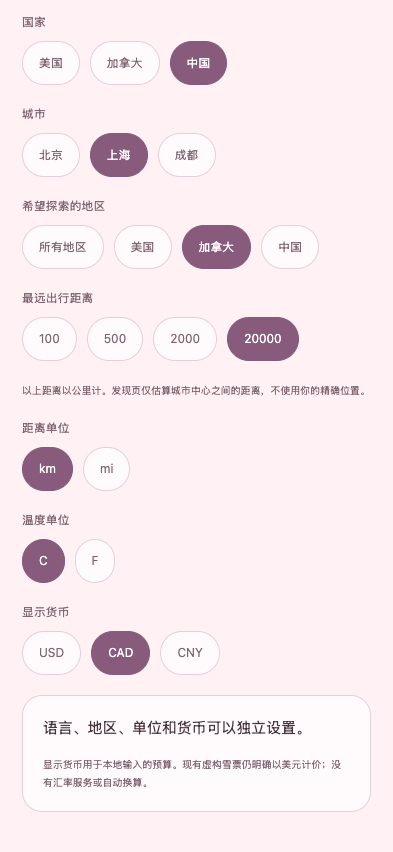 国家
美国 加拿大 中国
城市
北京 上海 成都
希望探索的地区
所有地区 美国 加拿大 中国
最远出行距离
100 500 2000 20000
以上距离以公里计。发现页仅估算城市中心之间的距离，不使用你的精确位置。
距离单位
km mi
温度单位
C F
显示货币
USD CAD CNY
语言、地区、单位和货币可以独立设置。
显示货币用于本地输入的预算。现有虚构雪票仍明确以美元计价；没
有汇率服务或自动换算。